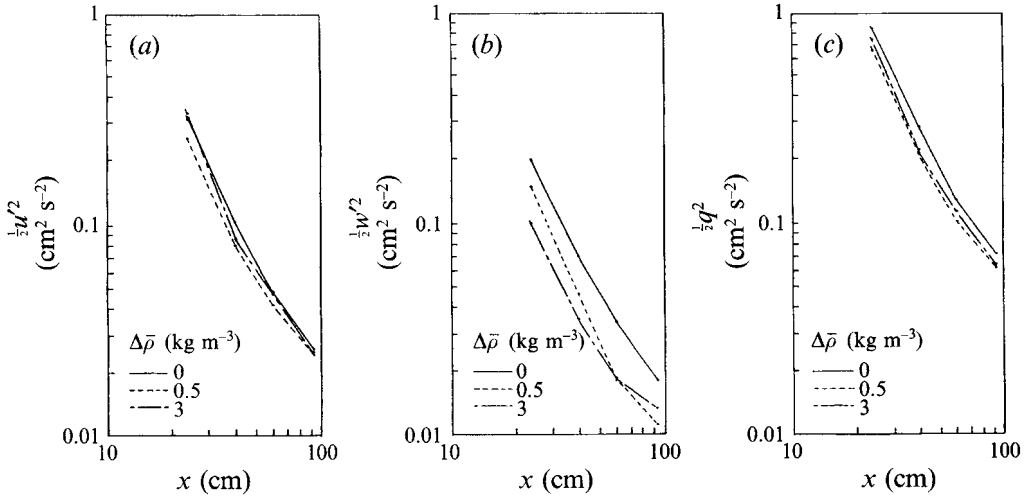 1
(a)
0.1
½u′² (cm² s⁻²)
Δρ̄ (kg m⁻³)
0
0.5
3
0.01
10
100
x (cm)
1
(b)
0.1
½w′² (cm² s⁻²)
Δρ̄ (kg m⁻³)
0
0.5
3
0.01
10
100
x (cm)
1
(c)
0.1
½q² (cm² s⁻²)
Δρ̄ (kg m⁻³)
0
0.5
3
0.01
10
100
x (cm)